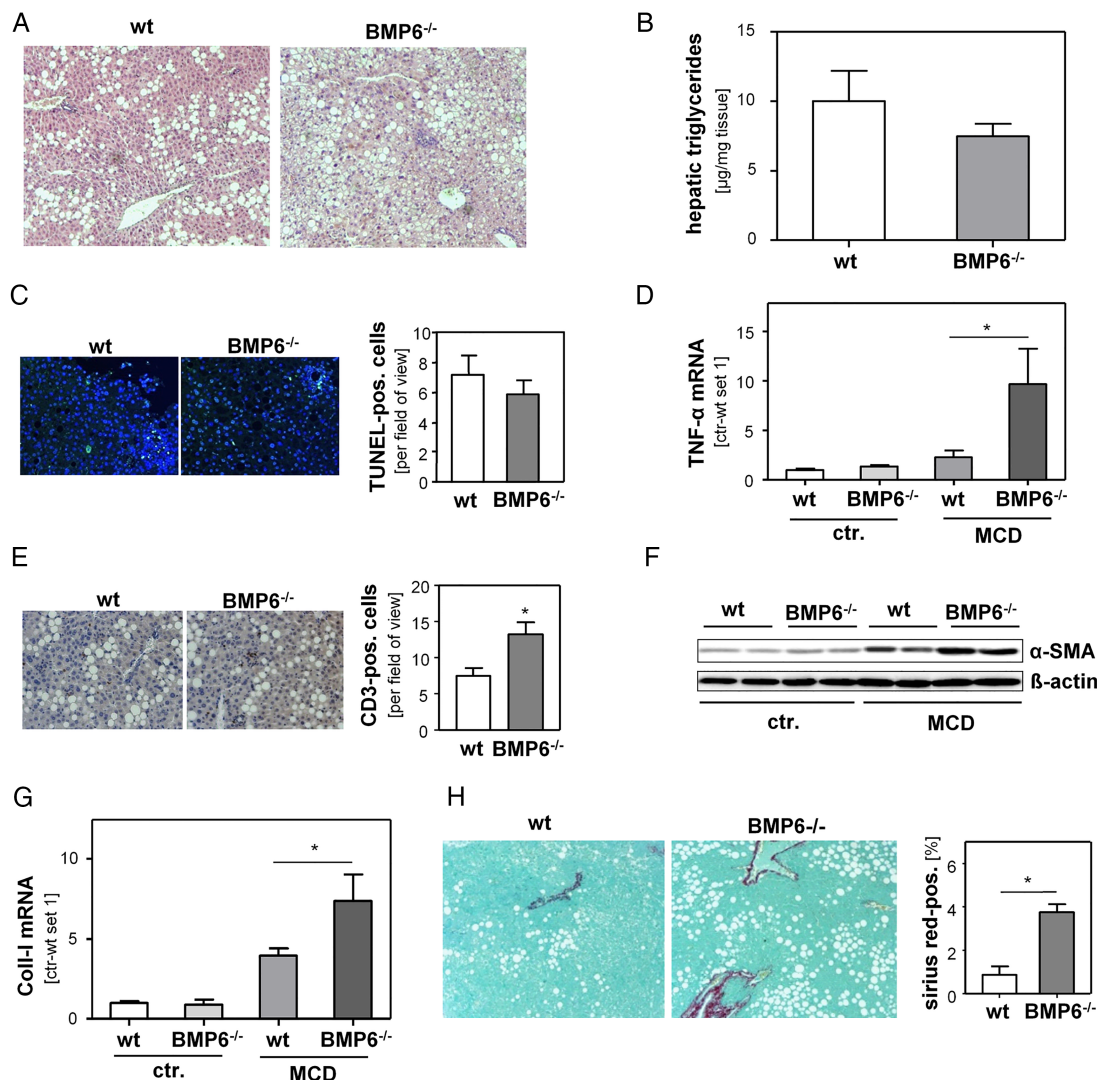 A
wt
BMP6-/-
B
hepatic triglycerides
[µg/mg tissue]
15
10
5
0
wt
BMP6-/-
C
wt
BMP6-/-
TUNEL-pos. cells
[per field of view]
10
8
6
4
2
0
wt BMP6-/-
D
TNF-α mRNA
[ctr-wt set 1]
15
10
5
0
*
wt BMP6-/- wt BMP6-/-
ctr. MCD
E
wt
BMP6-/-
CD3-pos. cells
[per field of view]
20
15
10
5
0
*
wt BMP6-/-
F
wt BMP6-/- wt BMP6-/-
α-SMA
ß-actin
ctr. MCD
G
Coll-I mRNA
[ctr-wt set 1]
10
5
0
*
wt BMP6-/- wt BMP6-/-
ctr. MCD
H
wt
BMP6-/-
sirius red-pos. [%]
6
4
2
0
*
wt BMP6-/-